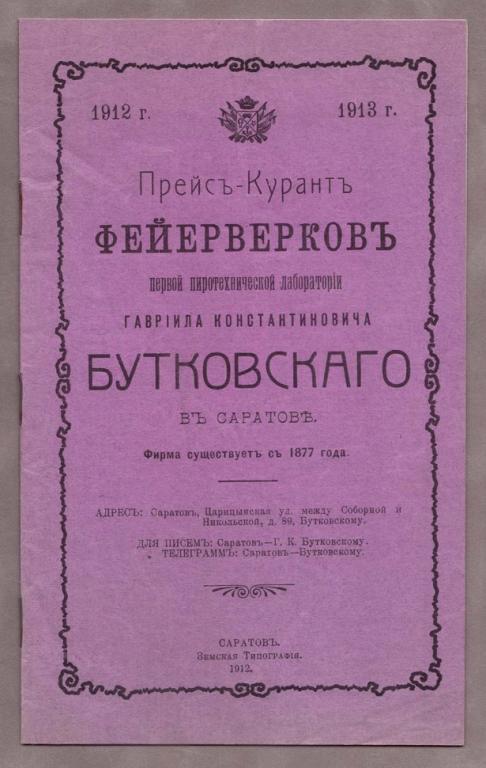 1912 г. 1913 г.
Прейсъ-Курантъ
ФЕЙЕРВЕРКОВЪ
первой пиротехнической лабораторіи
ГАВРІИЛА КОНСТАНТИНОВИЧА
БУТКОВСКАГО
ВЪ САРАТОВѢ.
Фирма существуетъ съ 1877 года.
АДРЕСЪ: Саратов, Царицынская ул. между Соборной и
Никольской, д. 89, Бутковскому.
ДЛЯ ПИСЕМЪ: Саратовъ—Г. К. Бутковскому.
„ ТЕЛЕГРАММЪ: Саратовъ—Бутковскому.
САРАТОВЪ.
Земская Типографія.
1912.